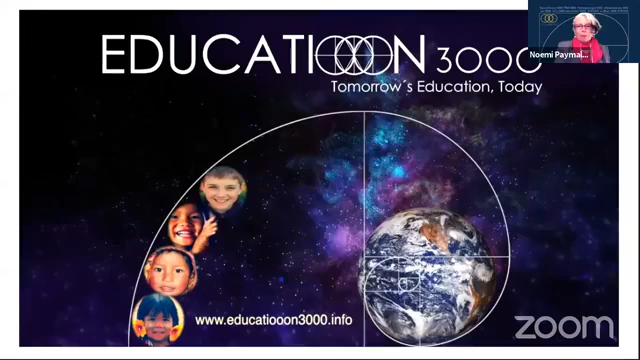 EDUCATIOOON 3000
Tomorrow´s Education, Today
Noemi Paymal...
www.educatiooon3000.info
zoom